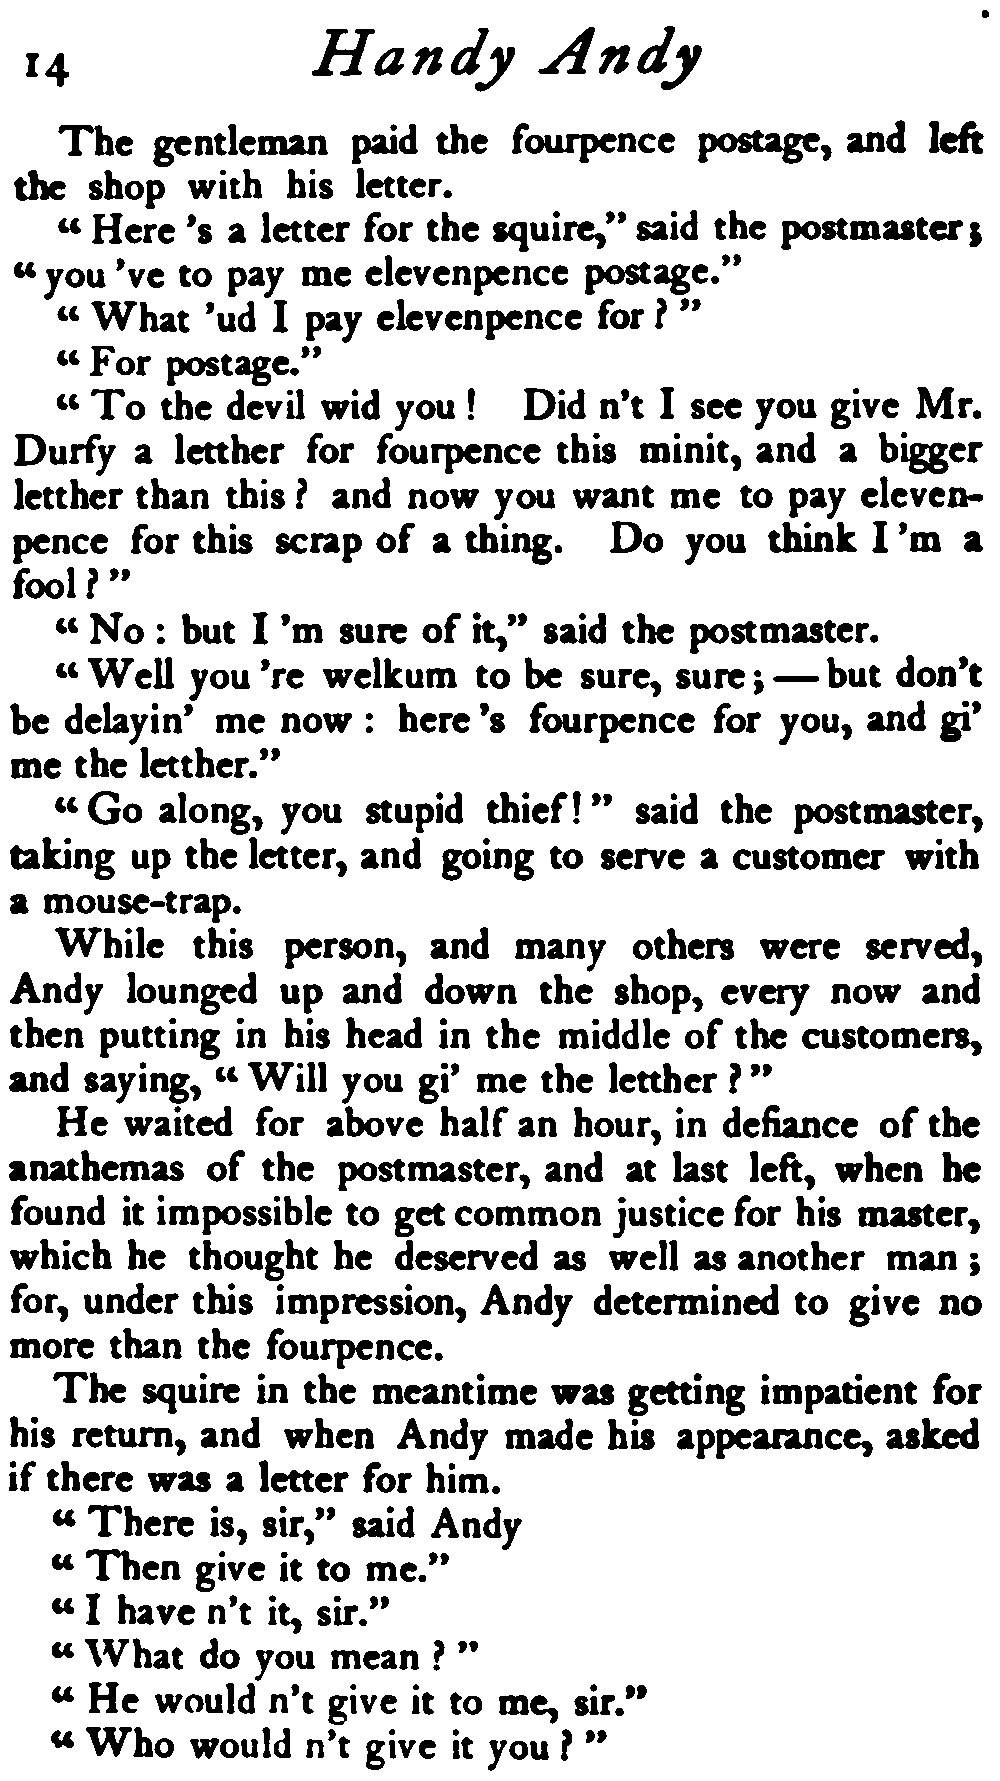 14 Handy Andy
The gentleman paid the fourpence postage, and left
the shop with his letter.
“ Here ’s a letter for the squire,” said the postmaster;
“ you ’ve to pay me elevenpence postage.”
“ What ’ud I pay elevenpence for ? ”
“ For postage.”
“ To the devil wid you ! Did n’t I see you give Mr.
Durfy a letther for fourpence this minit, and a bigger
letther than this ? and now you want me to pay eleven-
pence for this scrap of a thing. Do you think I ’m a
fool ? ”
“ No : but I ’m sure of it,” said the postmaster.
“ Well you ’re welkum to be sure, sure ; — but don’t
be delayin’ me now : here ’s fourpence for you, and gi’
me the letther.”
“ Go along, you stupid thief! ” said the postmaster,
taking up the letter, and going to serve a customer with
a mouse-trap.
While this person, and many others were served,
Andy lounged up and down the shop, every now and
then putting in his head in the middle of the customers,
and saying, “ Will you gi’ me the letther ? ”
He waited for above half an hour, in defiance of the
anathemas of the postmaster, and at last left, when he
found it impossible to get common justice for his master,
which he thought he deserved as well as another man ;
for, under this impression, Andy determined to give no
more than the fourpence.
The squire in the meantime was getting impatient for
his return, and when Andy made his appearance, asked
if there was a letter for him.
“ There is, sir,” said Andy
“ Then give it to me.”
“ I have n’t it, sir.”
“ What do you mean ? ”
“ He would n’t give it to me, sir.”
“ Who would n’t give it you ? ”